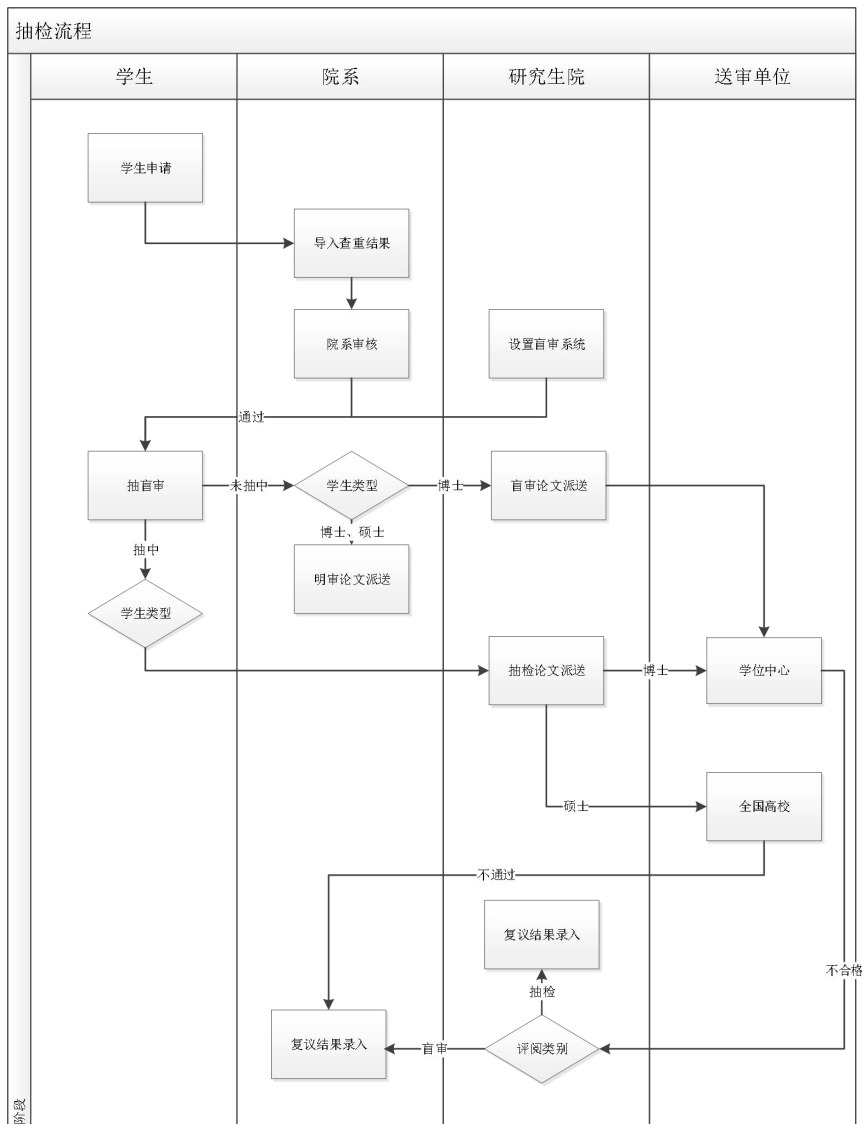 抽检流程
学生
院系
研究生院
送审单位
学生申请
导入查重结果
院系审核
设置盲审系统
通过
抽盲审
未抽中
学生类型
博士
盲审论文派送
博士、硕士
抽中
明审论文派送
学生类型
抽检论文派送
博士
学位中心
硕士
全国高校
不通过
复议结果录入
不合格
抽检
复议结果录入
盲审
评阅类别
阶段